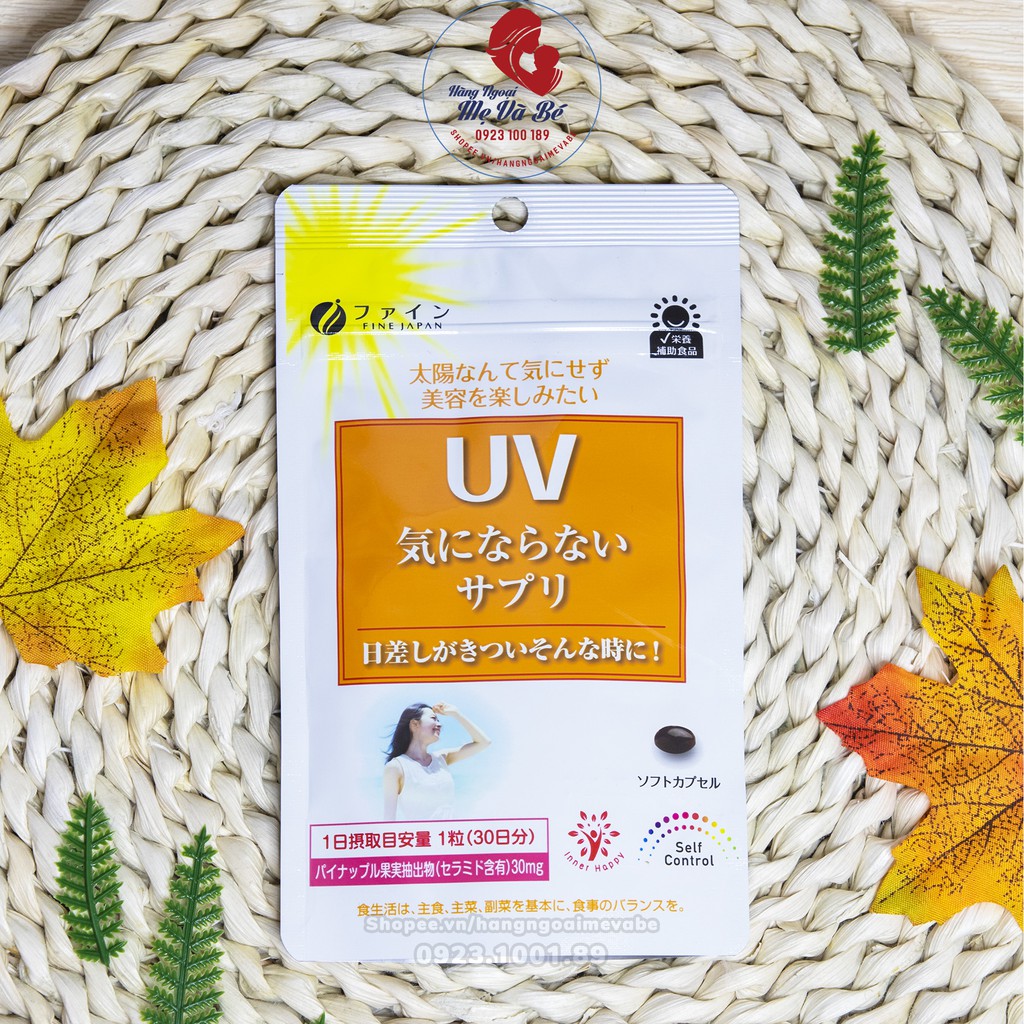 Hàng Ngoại
Mẹ Và Bé
0923 100 189
SHOPEE.VN/HANGNGOAIMEVABE
ファイン
FINE JAPAN
√栄養
補助食品
太陽なんて気にせず
美容を楽しみたい
UV
気にならない
サプリ
日差しがきついそんな時に!
ソフトカプセル
1日摂取目安量 1粒(30日分)
パイナップル果実抽出物(セラミド含有)30mg
Inner Happy
Self
Control
食生活は、主食、主菜、副菜を基本に、食事のバランスを。
Shopee.vn/hangngoaimevabe
0923.1001.89